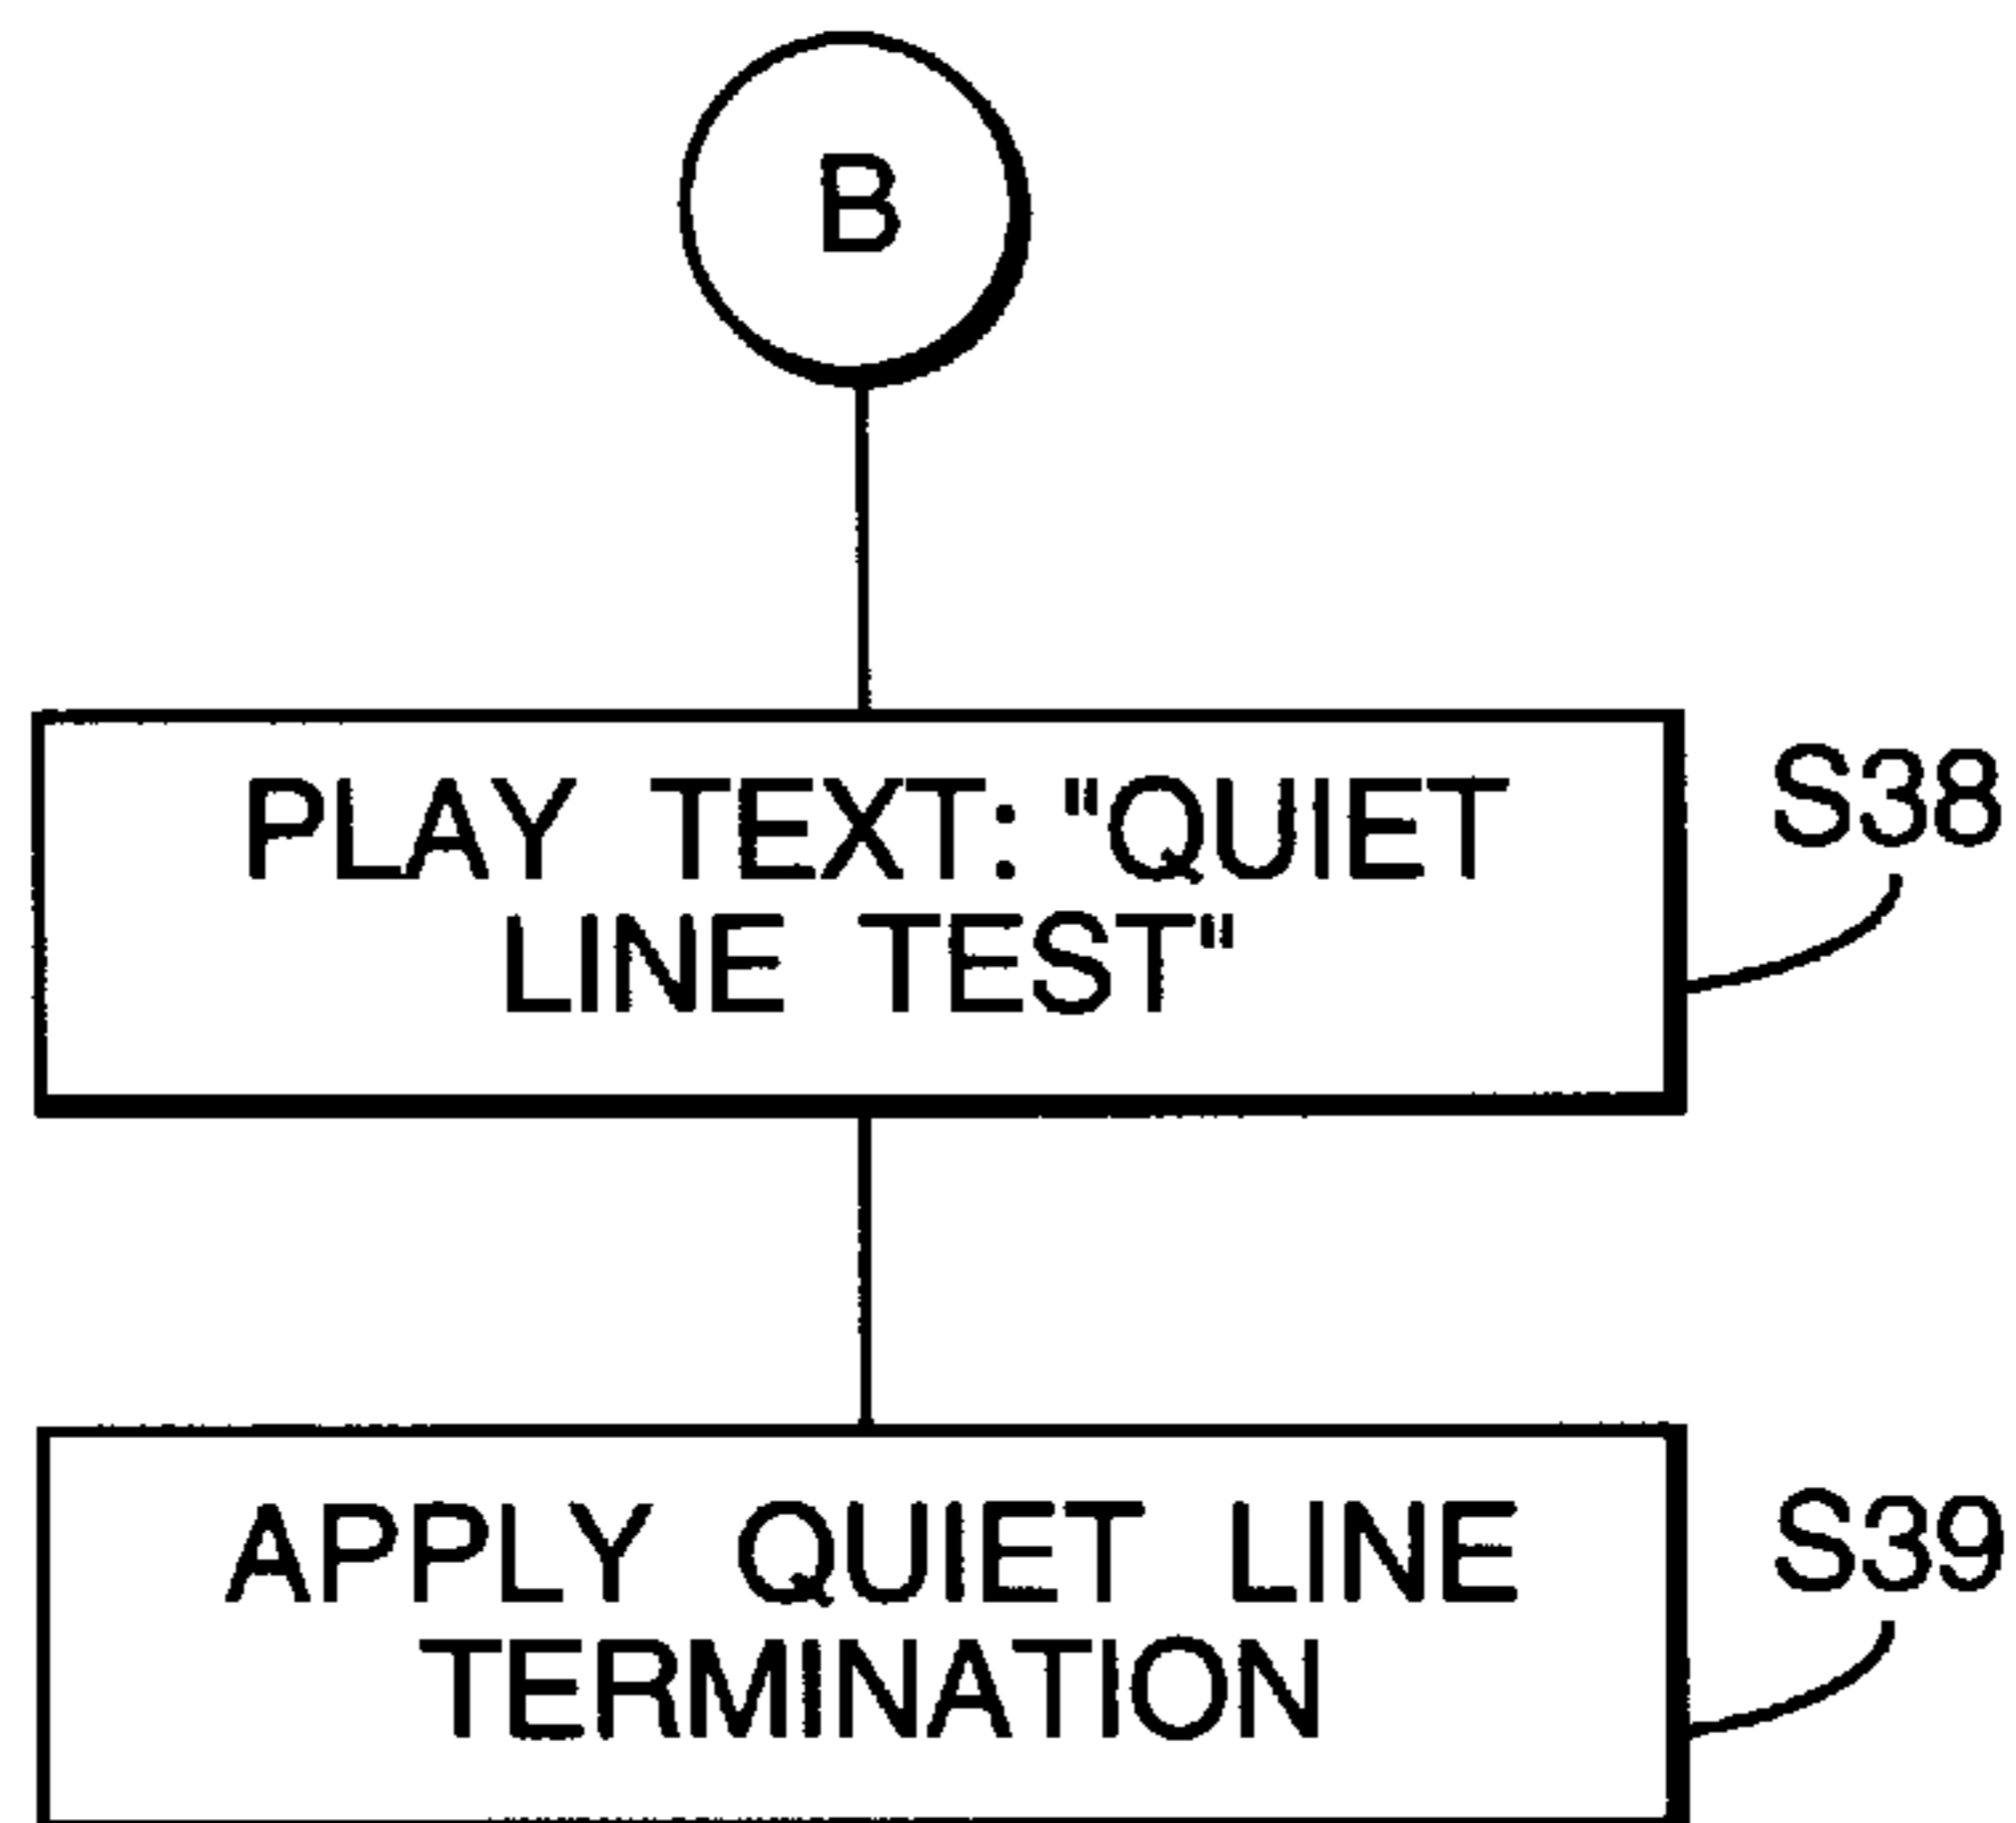 B
PLAY TEXT: "QUIET
LINE TEST"
S38
APPLY QUIET LINE
TERMINATION
S39